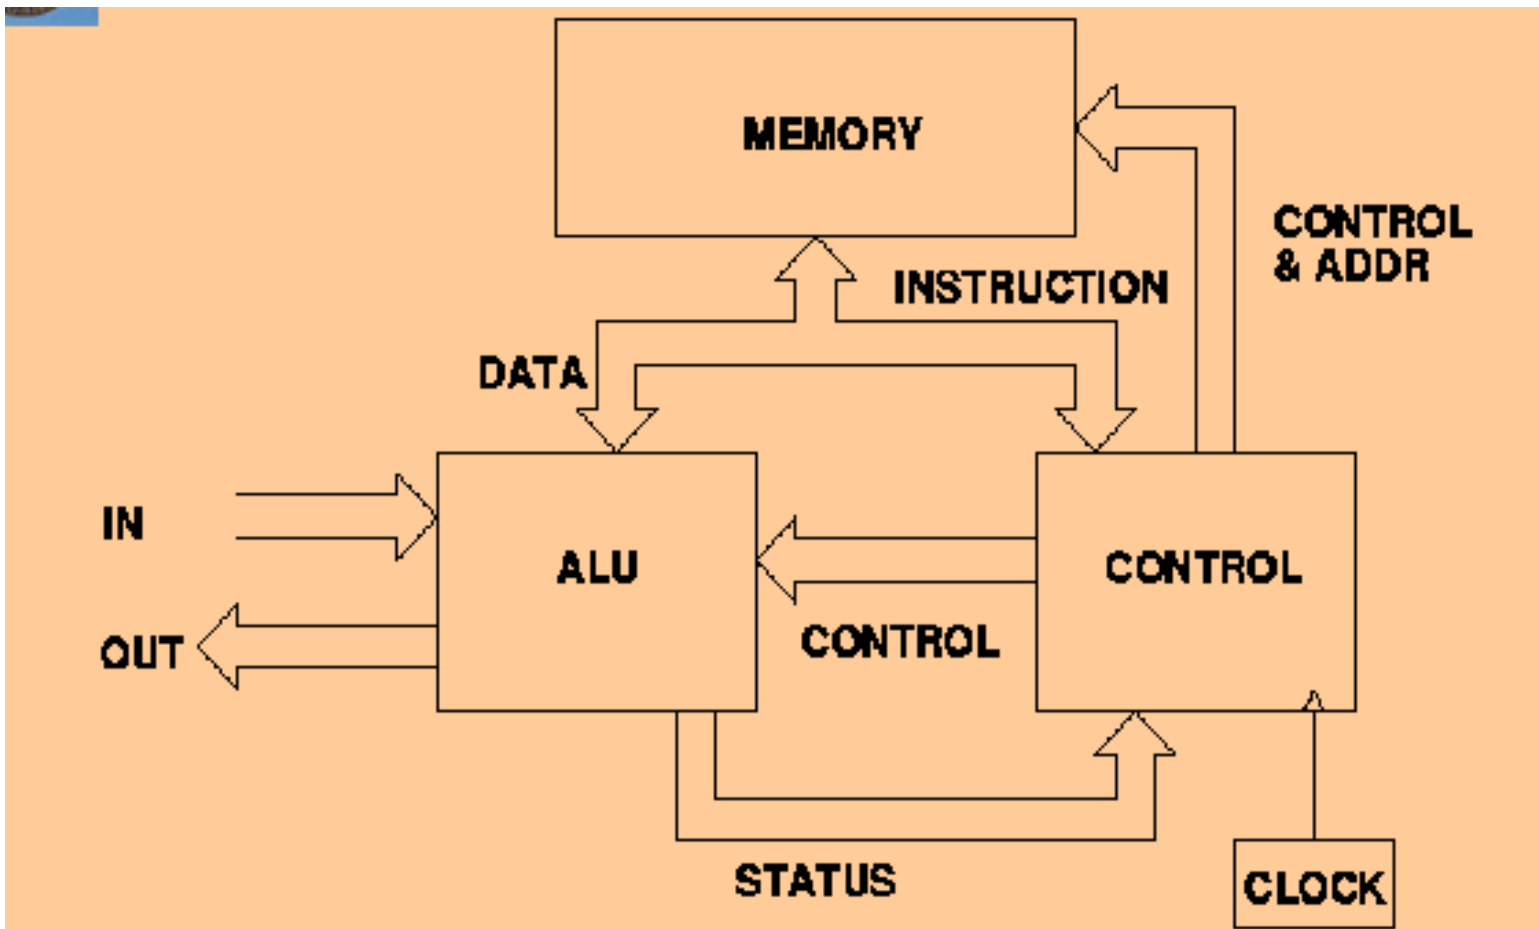 MEMORY
CONTROL
& ADDR
INSTRUCTION
DATA
IN
ALU
CONTROL
OUT
CONTROL
STATUS
CLOCK